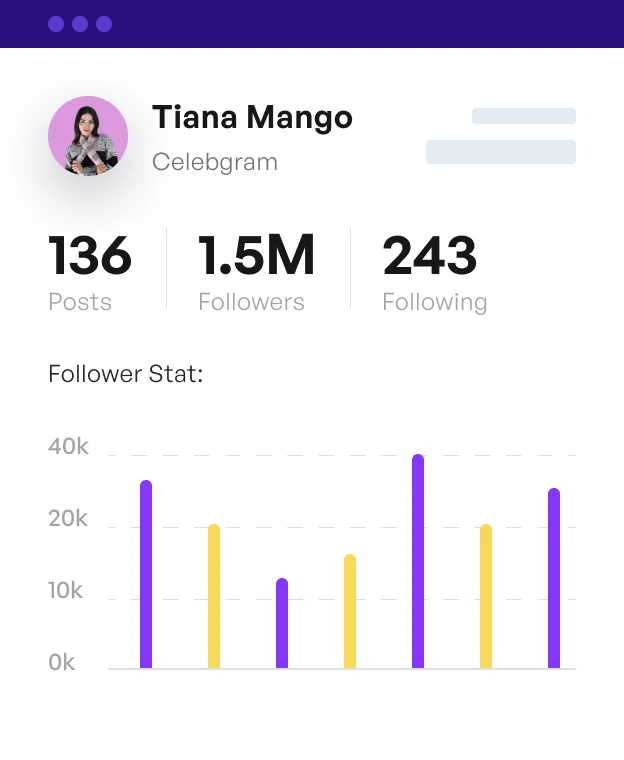 Tiana Mango
Celebgram
136
Posts
1.5M
Followers
243
Following
Follower Stat:
40k
20k
10k
0k